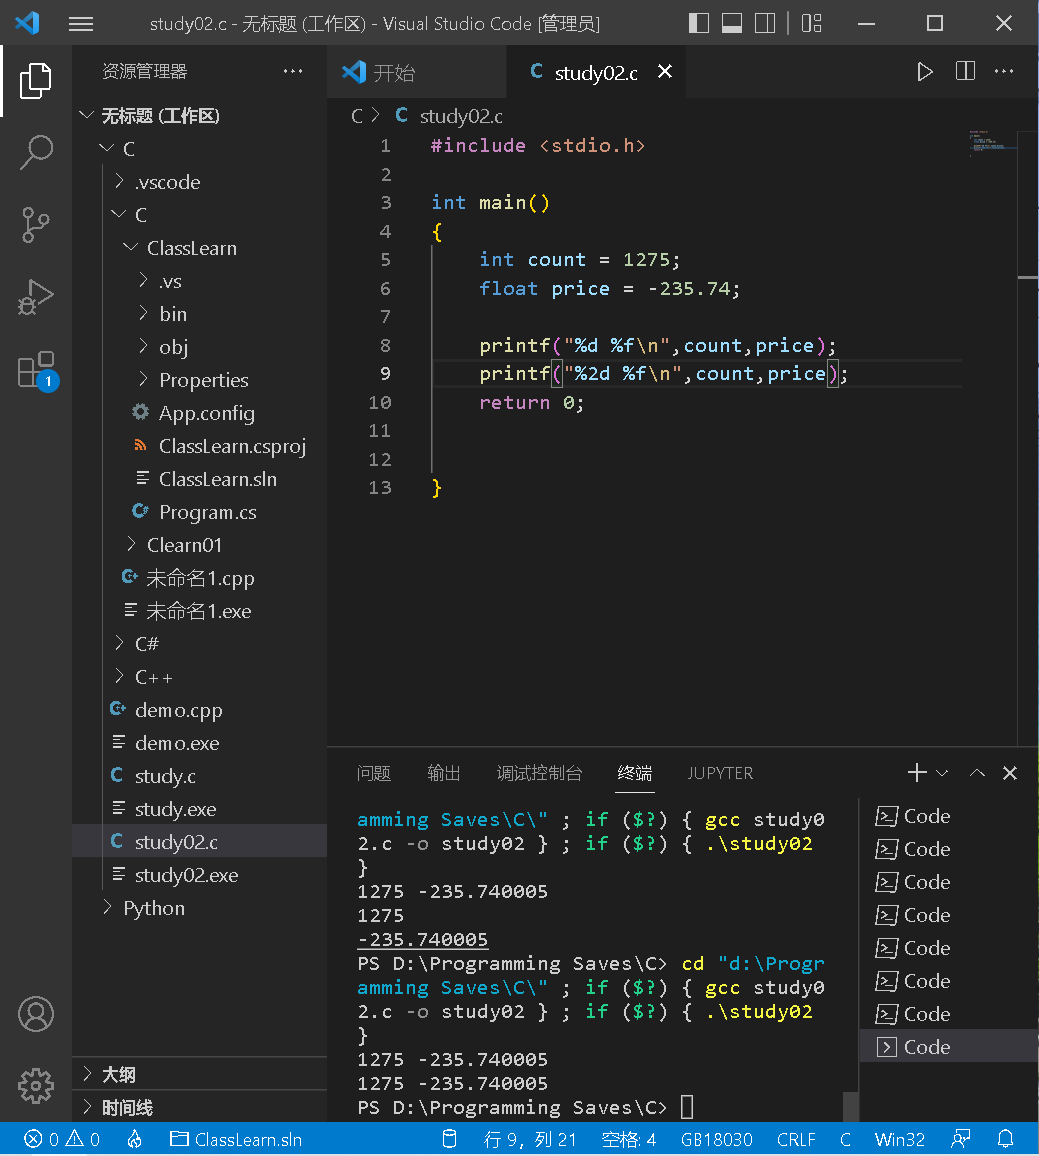 study02.c - 无标题 (工作区) - Visual Studio Code [管理员]
资源管理器
无标题 (工作区)
C
.vscode
C
ClassLearn
.vs
bin
obj
Properties
App.config
ClassLearn.csproj
ClassLearn.sln
Program.cs
Clearn01
未命名1.cpp
未命名1.exe
C#
C++
demo.cpp
demo.exe
study.c
study.exe
study02.c
study02.exe
Python
大纲
时间线
1
开始
C study02.c
C > C study02.c
1 #include <stdio.h>
2
3 int main()
4 {
5     int count = 1275;
6     float price = -235.74;
7
8     printf("%d %f\n",count,price);
9     printf("%2d %f\n",count,price);
10     return 0;
11
12
13 }
问题 输出 调试控制台 终端 JUPYTER
amming Saves\C\" ; if ($?) { gcc study0
2.c -o study02 } ; if ($?) { .\study02
}
1275 -235.740005
1275
-235.740005
PS D:\Programming Saves\C> cd "d:\Progr
amming Saves\C\" ; if ($?) { gcc study0
2.c -o study02 } ; if ($?) { .\study02
}
1275 -235.740005
1275 -235.740005
PS D:\Programming Saves\C>
Code
Code
Code
Code
Code
Code
Code
Code
0 0 ClassLearn.sln 行 9，列 21 空格: 4 GB18030 CRLF C Win32